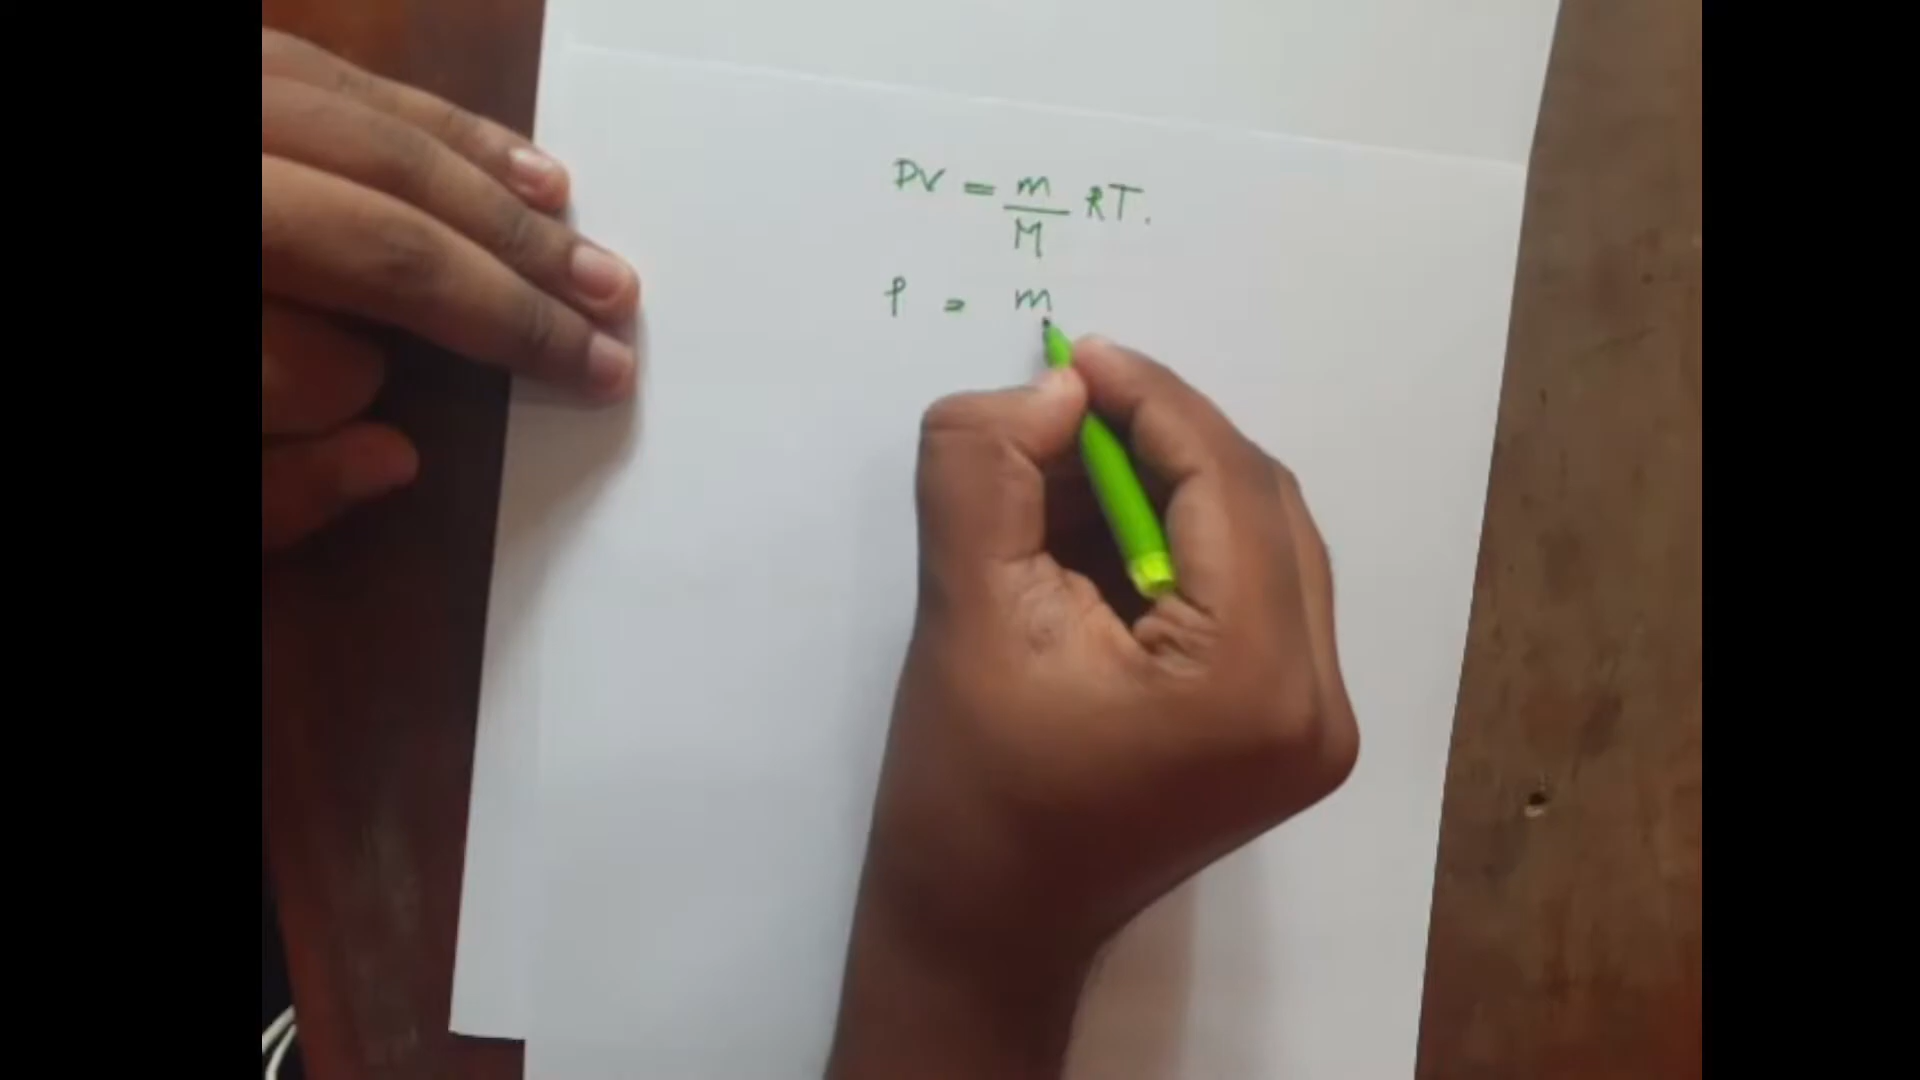 PV = m/M RT.
P = m